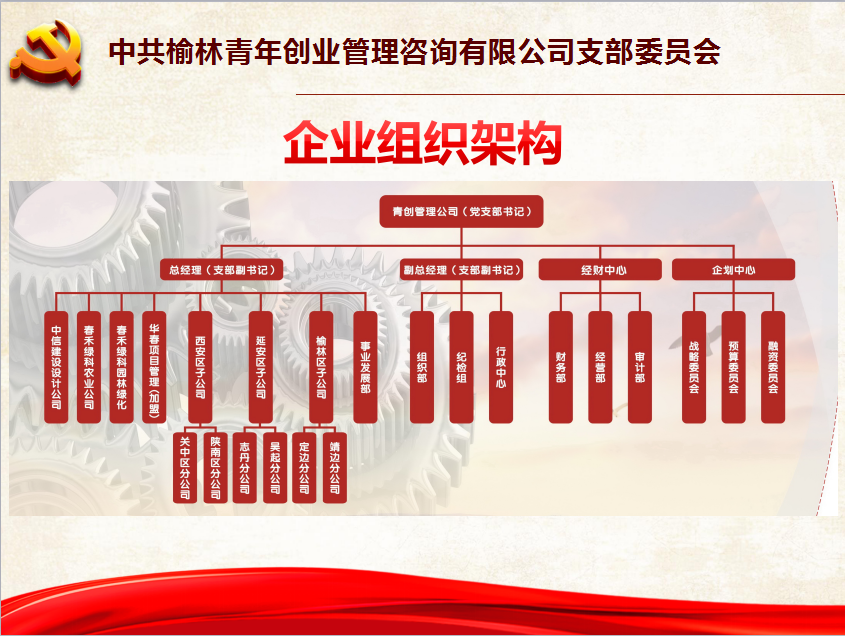 中共榆林青年创业管理咨询有限公司支部委员会
企业组织架构
青创管理公司（党支部书记）
总经理（支部副书记）
副总经理（支部副书记）
经财中心
企划中心
中信建设设计公司
春禾绿科农业公司
春禾绿科园林绿化
华春项目管理（加盟）
西安区子公司
延安区子公司
榆林区子公司
事业发展部
组织部
纪检组
行政中心
财务部
经营部
审计部
战略委员会
预算委员会
融资委员会
关中区分公司
陕南区分公司
志丹分公司
吴起分公司
定边分公司
靖边分公司